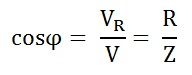 cosφ = V_R/V = R/Z